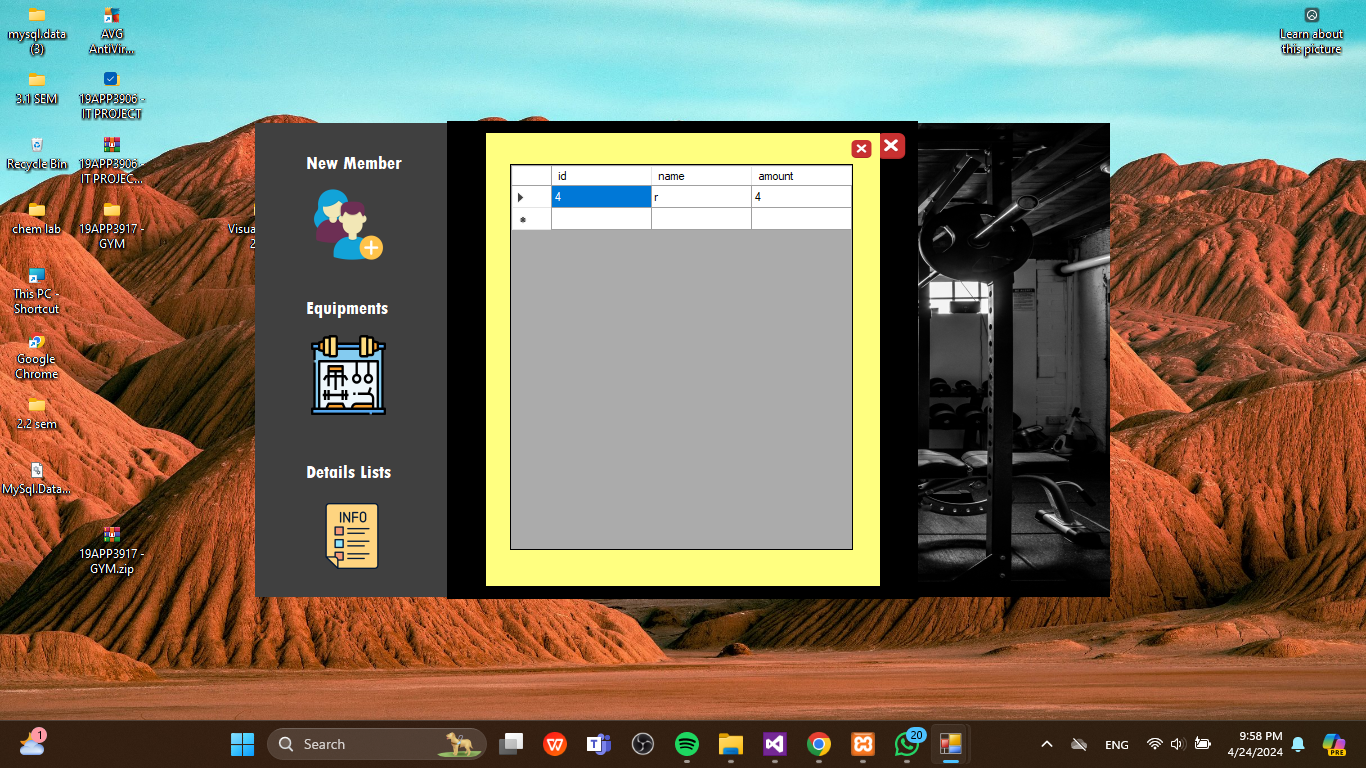 mysql.data
(3)
AVG
AntiVir...
Learn about
this picture
3.1 SEM
19APP3906 -
IT PROJECT
Recycle Bin
19APP3906 -
IT PROJEC...
chem lab
19APP3917 -
GYM
Visua
2
This PC -
Shortcut
Google
Chrome
2.2 sem
MySql.Data...
19APP3917 -
GYM.zip
New Member
Equipments
Details Lists
INFO
id name amount
4 r 4
1
Search
W
T
20
ENG
9:58 PM
4/24/2024
PRE